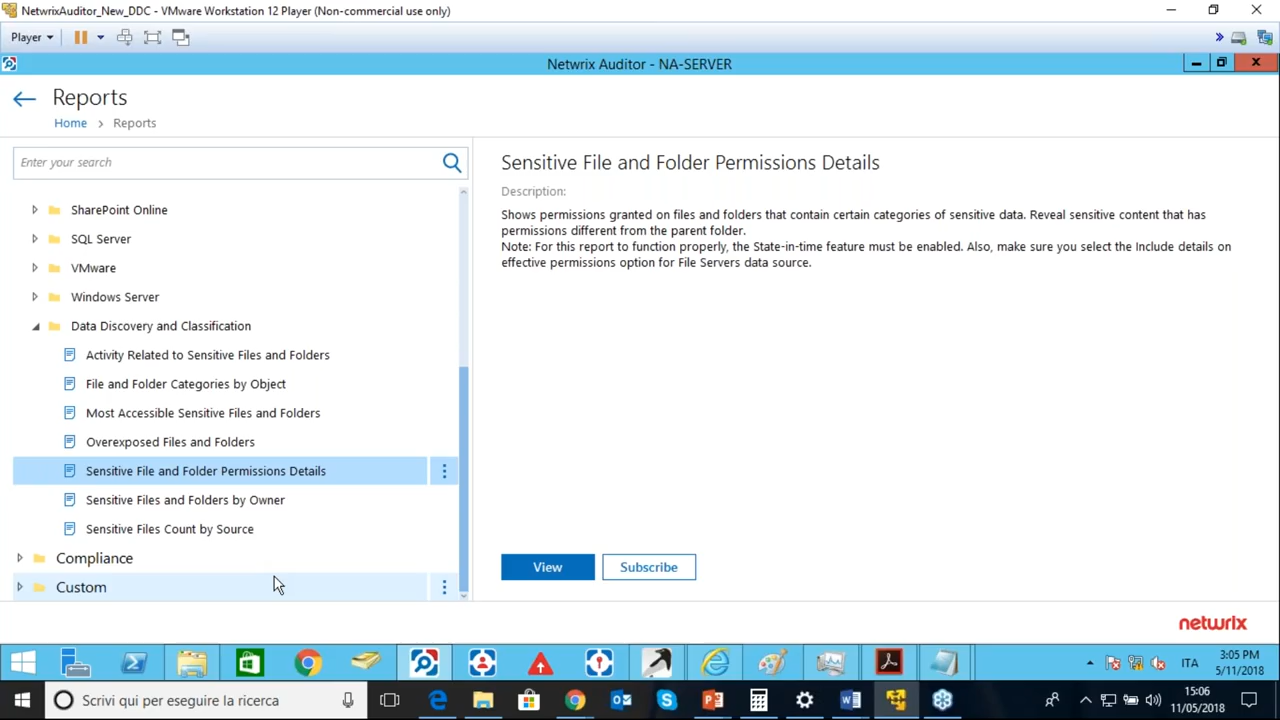 NetwrixAuditor_New_DDC - VMware Workstation 12 Player (Non-commercial use only)
Player
Netwrix Auditor - NA-SERVER
Reports
Home > Reports
Enter your search
SharePoint Online
SQL Server
VMware
Windows Server
Data Discovery and Classification
Activity Related to Sensitive Files and Folders
File and Folder Categories by Object
Most Accessible Sensitive Files and Folders
Overexposed Files and Folders
Sensitive File and Folder Permissions Details
Sensitive Files and Folders by Owner
Sensitive Files Count by Source
Compliance
Custom
Sensitive File and Folder Permissions Details
Description:
Shows permissions granted on files and folders that contain certain categories of sensitive data. Reveal sensitive content that has
permissions different from the parent folder.
Note: For this report to function properly, the State-in-time feature must be enabled. Also, make sure you select the Include details on
effective permissions option for File Servers data source.
View
Subscribe
netwrix
ITA
3:05 PM
5/11/2018
Scrivi qui per eseguire la ricerca
15:06
11/05/2018